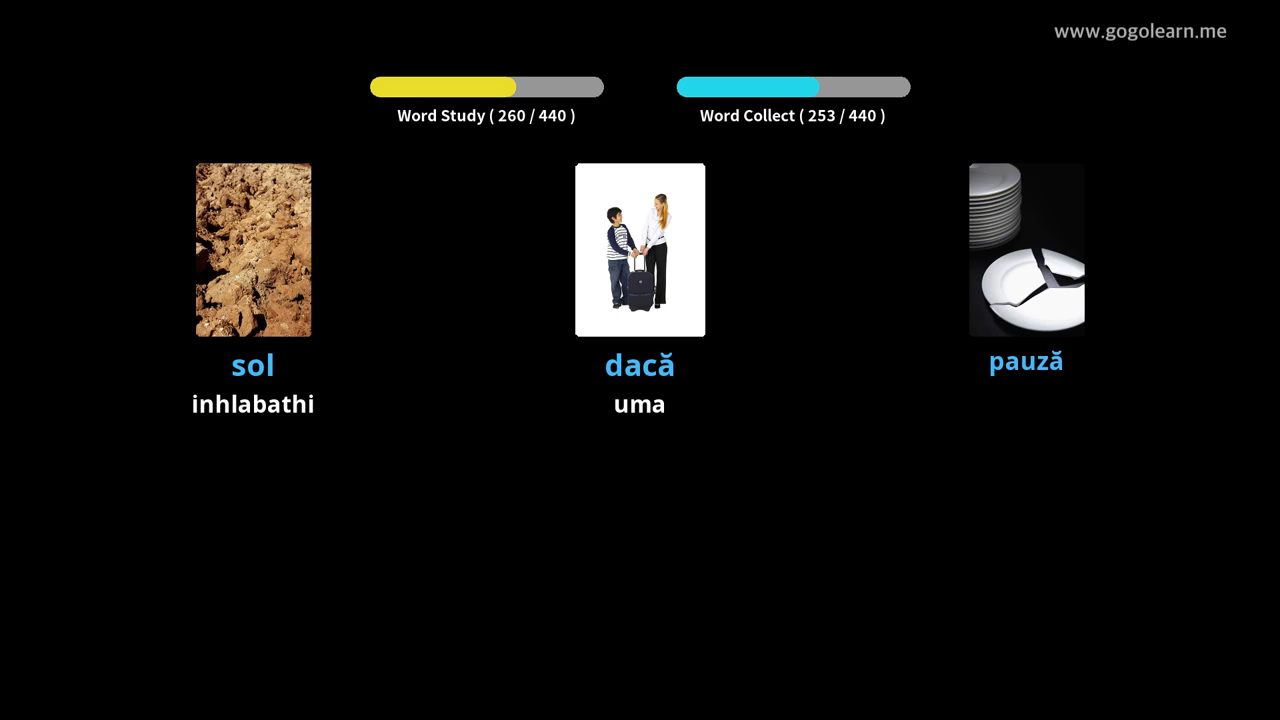 www.gogolearn.me
Word Study ( 260 / 440 )
Word Collect ( 253 / 440 )
sol
inhlabathi
dacă
uma
pauză